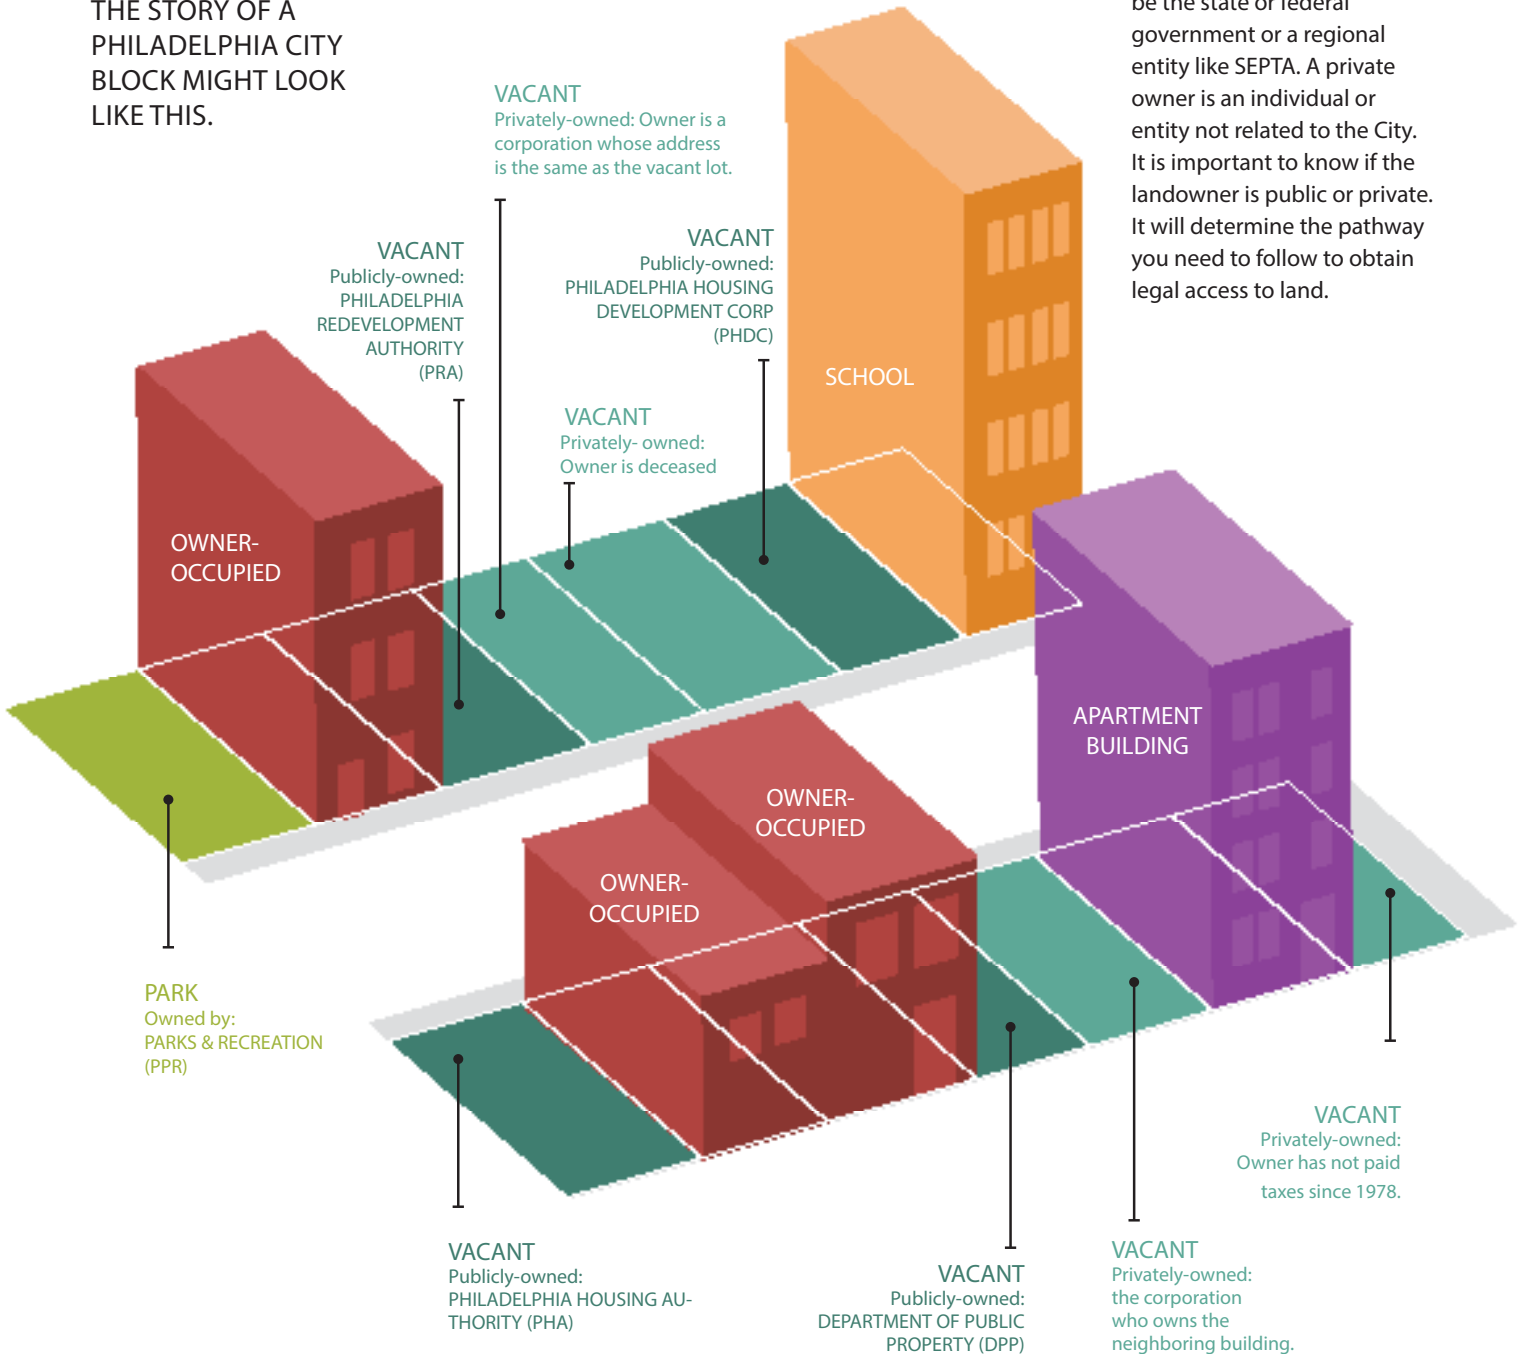 THE STORY OF A
PHILADELPHIA CITY
BLOCK MIGHT LOOK
LIKE THIS.
be the state or federal
government or a regional
entity like SEPTA. A private
owner is an individual or
entity not related to the City.
It is important to know if the
landowner is public or private.
It will determine the pathway
you need to follow to obtain
legal access to land.
VACANT
Privately-owned: Owner is a
corporation whose address
is the same as the vacant lot.
VACANT
Publicly-owned:
PHILADELPHIA
REDEVELOPMENT
AUTHORITY
(PRA)
VACANT
Publicly-owned:
PHILADELPHIA HOUSING
DEVELOPMENT CORP
(PHDC)
VACANT
Privately- owned:
Owner is deceased
SCHOOL
OWNER-
OCCUPIED
APARTMENT
BUILDING
OWNER-
OCCUPIED
OWNER-
OCCUPIED
PARK
Owned by:
PARKS & RECREATION
(PPR)
VACANT
Privately-owned:
Owner has not paid
taxes since 1978.
VACANT
Publicly-owned:
PHILADELPHIA HOUSING AU-
THORITY (PHA)
VACANT
Publicly-owned:
DEPARTMENT OF PUBLIC
PROPERTY (DPP)
VACANT
Privately-owned:
the corporation
who owns the
neighboring building.